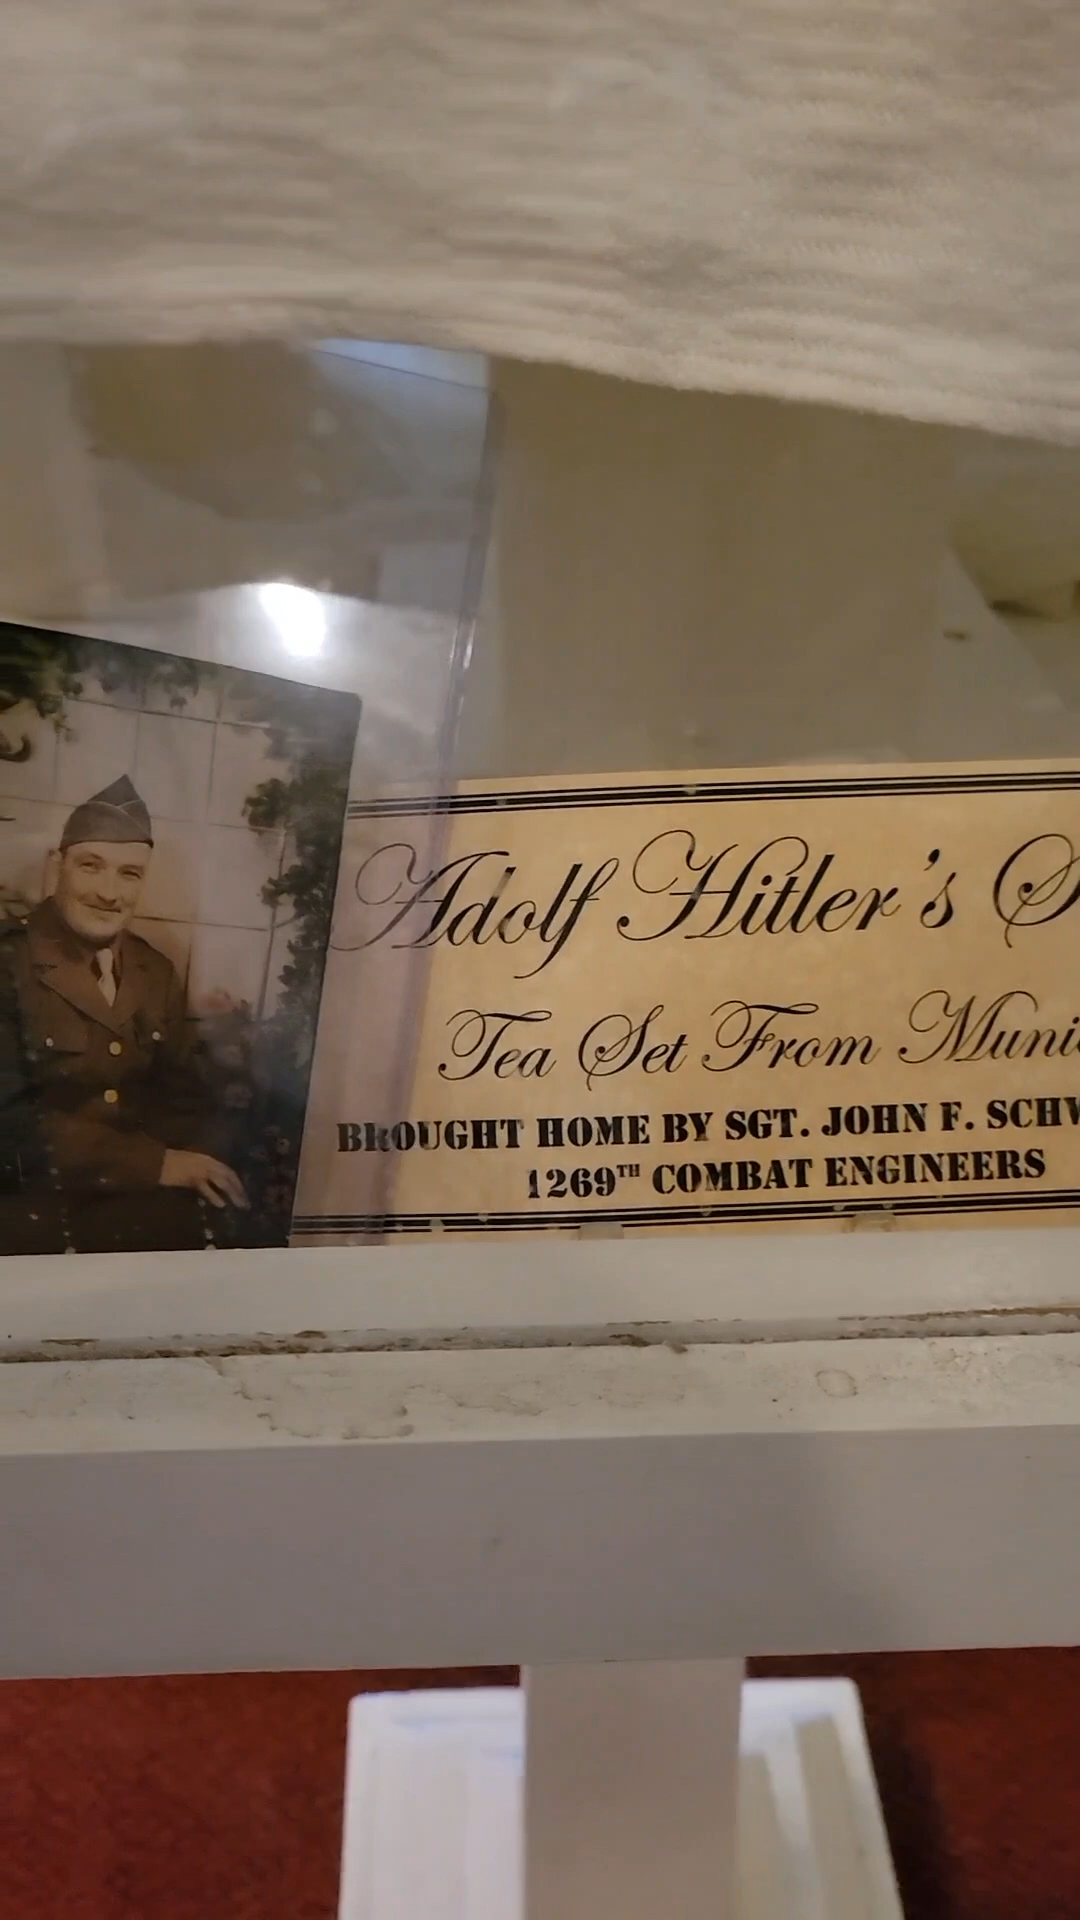 Adolf Hitler's
Tea Set From
BROUGHT HOME BY SGT. JOHN F.
1269TH COMBAT ENGINEERS